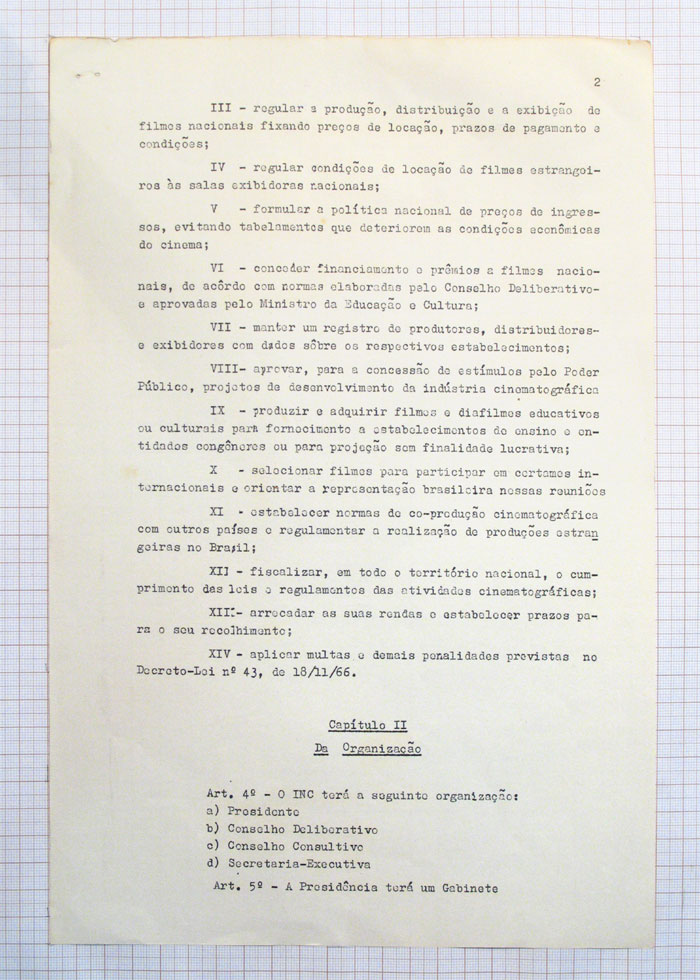 2
III - regular a produção, distribuição e a exibição de
filmes nacionais fixando preços de locação, prazos de pagamento e
condições;
IV - regular condições de locação de filmes estrangei-
ros às salas exibidoras nacionais;
V - formular a política nacional de preços de ingres-
sos, evitando tabelamentos que deteriorem as condições econômicas
do cinema;
VI - conceder financiamento e prêmios a filmes nacio-
nais, de acôrdo com normas elaboradas pelo Conselho Deliberativo-
e aprovadas pelo Ministro da Educação e Cultura;
VII - manter um registro de produtores, distribuidores-
e exibidores com dados sôbre os respectivos estabelecimentos;
VIII- aprovar, para a concessão de estímulos pelo Poder
Público, projetos de desenvolvimento da indústria cinematográfica
IX - produzir e adquirir filmes e diafilmes educativos
ou culturais para fornecimento a estabelecimentos de ensino e en-
tidades congêneres ou para projeção sem finalidade lucrativa;
X - selecionar filmes para participar em certames in-
ternacionais e orientar a representação brasileira nessas reuniões
XI - estabelecer normas de co-produção cinematográfica
com outros países e regulamentar a realização de produções estran
geiras no Brasil;
XII - fiscalizar, em todo o território nacional, o cum-
primento das leis e regulamentos das atividades cinematográficas;
XIII- arrecadar as suas rendas e estabelecer prazos pa-
ra o seu recolhimento;
XIV - aplicar multas e demais penalidades previstas no
Decreto-Lei nº 43, de 18/11/66.
Capítulo II
Da Organização
Art. 4º - O INC terá a seguinte organização:
a) Presidente
b) Conselho Deliberativo
c) Conselho Consultivo
d) Secretaria-Executiva
Art. 5º - A Presidência terá um Gabinete